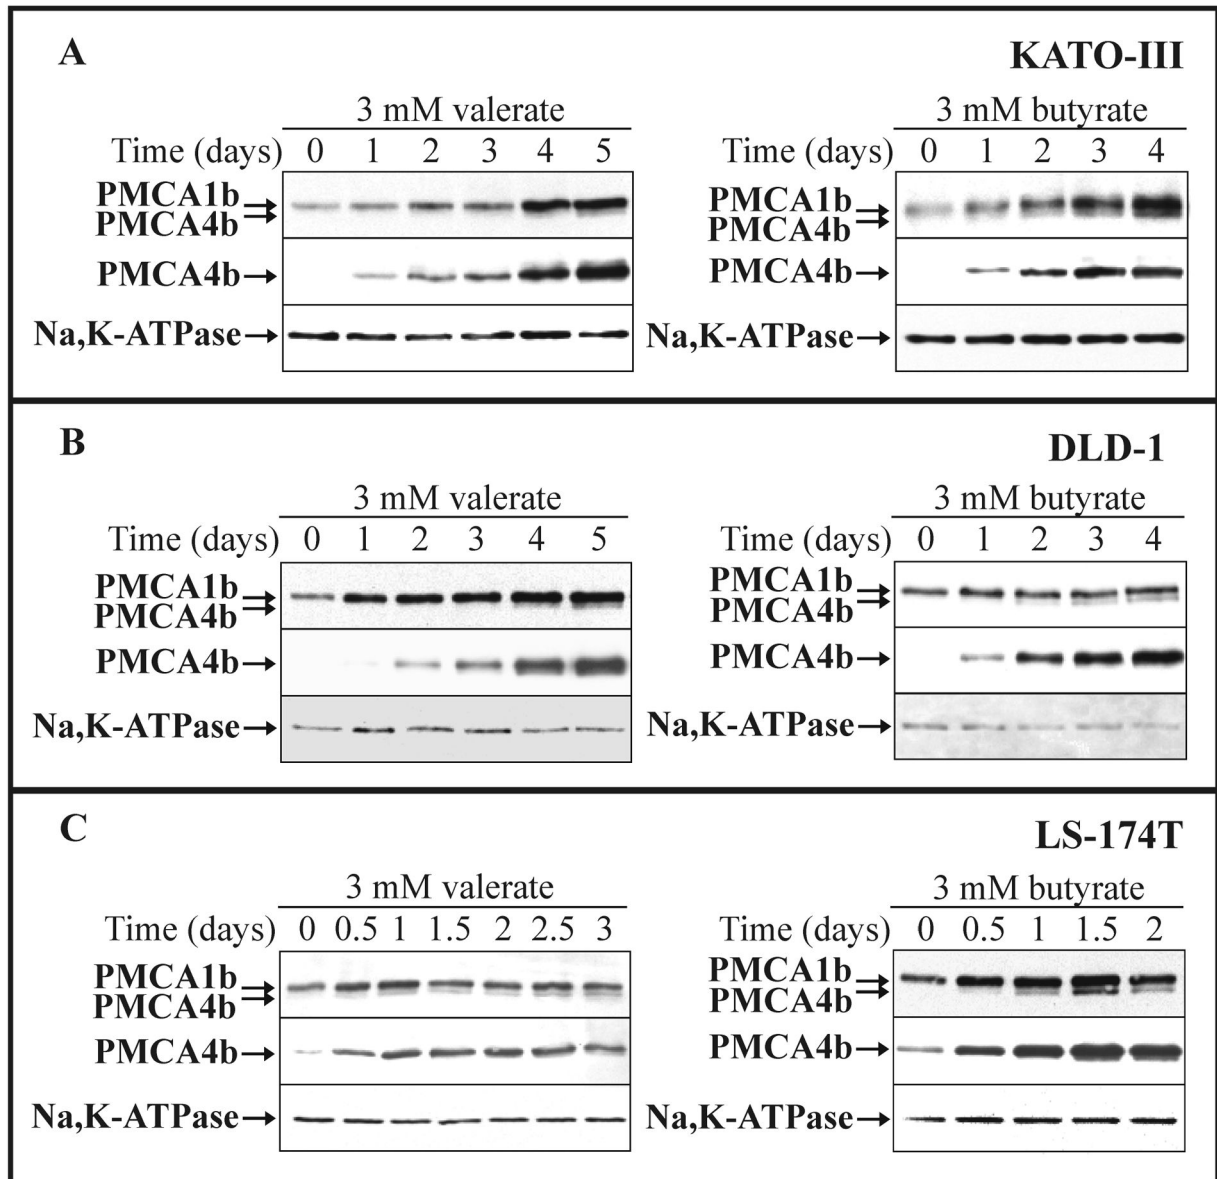 A
KATO-III
3 mM valerate
Time (days) 0 1 2 3 4 5
PMCA1b
PMCA4b
PMCA4b
Na,K-ATPase
3 mM butyrate
Time (days) 0 1 2 3 4
PMCA1b
PMCA4b
PMCA4b
Na,K-ATPase
B
DLD-1
3 mM valerate
Time (days) 0 1 2 3 4 5
PMCA1b
PMCA4b
PMCA4b
Na,K-ATPase
3 mM butyrate
Time (days) 0 1 2 3 4
PMCA1b
PMCA4b
PMCA4b
Na,K-ATPase
C
LS-174T
3 mM valerate
Time (days) 0 0.5 1 1.5 2 2.5 3
PMCA1b
PMCA4b
PMCA4b
Na,K-ATPase
3 mM butyrate
Time (days) 0 0.5 1 1.5 2
PMCA1b
PMCA4b
PMCA4b
Na,K-ATPase